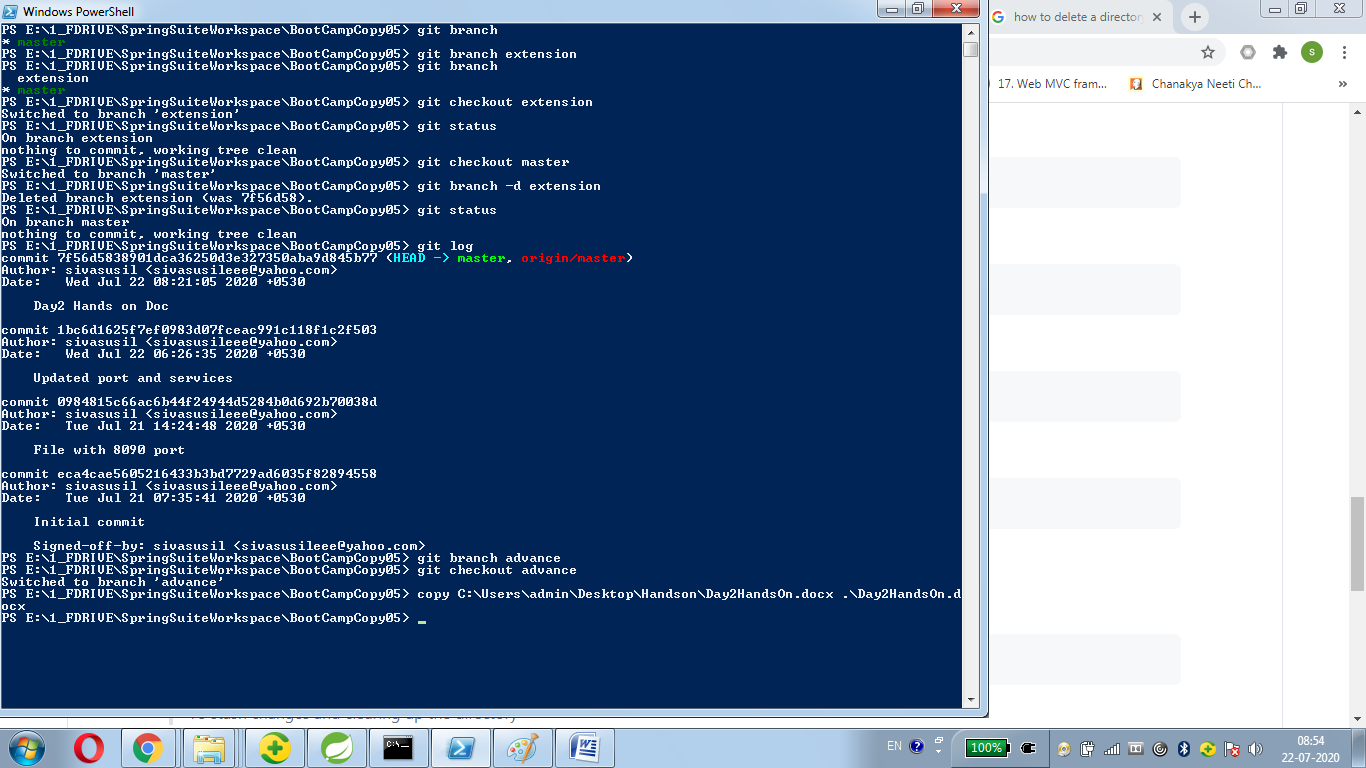 Windows PowerShell
PS E:\1_FDRIVE\SpringSuiteWorkspace\BootCampCopy05> git branch
* master
PS E:\1_FDRIVE\SpringSuiteWorkspace\BootCampCopy05> git branch extension
PS E:\1_FDRIVE\SpringSuiteWorkspace\BootCampCopy05> git branch
  extension
* master
PS E:\1_FDRIVE\SpringSuiteWorkspace\BootCampCopy05> git checkout extension
Switched to branch 'extension'
PS E:\1_FDRIVE\SpringSuiteWorkspace\BootCampCopy05> git status
On branch extension
nothing to commit, working tree clean
PS E:\1_FDRIVE\SpringSuiteWorkspace\BootCampCopy05> git checkout master
Switched to branch 'master'
PS E:\1_FDRIVE\SpringSuiteWorkspace\BootCampCopy05> git branch -d extension
Deleted branch extension (was 7f56d58).
PS E:\1_FDRIVE\SpringSuiteWorkspace\BootCampCopy05> git status
On branch master
nothing to commit, working tree clean
PS E:\1_FDRIVE\SpringSuiteWorkspace\BootCampCopy05> git log
commit 7f56d5838901dca36250d3e327350aba9d845b77 (HEAD -> master, origin/master)
Author: sivasusil <sivasusileee@yahoo.com>
Date:   Wed Jul 22 08:21:05 2020 +0530
    Day2 Hands on Doc
commit 1bc6d1625f7ef0983d07fceac991c118f1c2f503
Author: sivasusil <sivasusileee@yahoo.com>
Date:   Wed Jul 22 06:26:35 2020 +0530
    Updated port and services
commit 0984815c66ac6b44f24944d5284b0d692b70038d
Author: sivasusil <sivasusileee@yahoo.com>
Date:   Tue Jul 21 14:24:48 2020 +0530
    File with 8090 port
commit eca4cae5605216433b3bd7729ad6035f82894558
Author: sivasusil <sivasusileee@yahoo.com>
Date:   Tue Jul 21 07:35:41 2020 +0530
    Initial commit
    Signed-off-by: sivasusil <sivasusileee@yahoo.com>
PS E:\1_FDRIVE\SpringSuiteWorkspace\BootCampCopy05> git branch advance
PS E:\1_FDRIVE\SpringSuiteWorkspace\BootCampCopy05> git checkout advance
Switched to branch 'advance'
PS E:\1_FDRIVE\SpringSuiteWorkspace\BootCampCopy05> copy C:\Users\admin\Desktop\Handson\Day2HandsOn.docx .\Day2HandsOn.d
ocx
PS E:\1_FDRIVE\SpringSuiteWorkspace\BootCampCopy05> _
how to delete a director
S
17. Web MVC fram...
Chanakya Neeti Ch...
»
To stash changes and clearing up the directory
EN
100%
08:54
22-07-2020